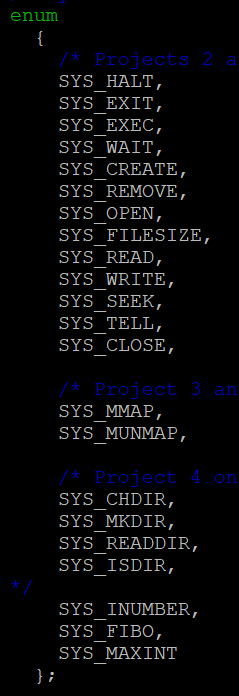 enum
{
/* Projects 2 a
SYS_HALT,
SYS_EXIT,
SYS_EXEC,
SYS_WAIT,
SYS_CREATE,
SYS_REMOVE,
SYS_OPEN,
SYS_FILESIZE,
SYS_READ,
SYS_WRITE,
SYS_SEEK,
SYS_TELL,
SYS_CLOSE,
/* Project 3 an
SYS_MMAP,
SYS_MUNMAP,
/* Project 4 on
SYS_CHDIR,
SYS_MKDIR,
SYS_READDIR,
SYS_ISDIR,
*/
SYS_INUMBER,
SYS_FIBO,
SYS_MAXINT
};